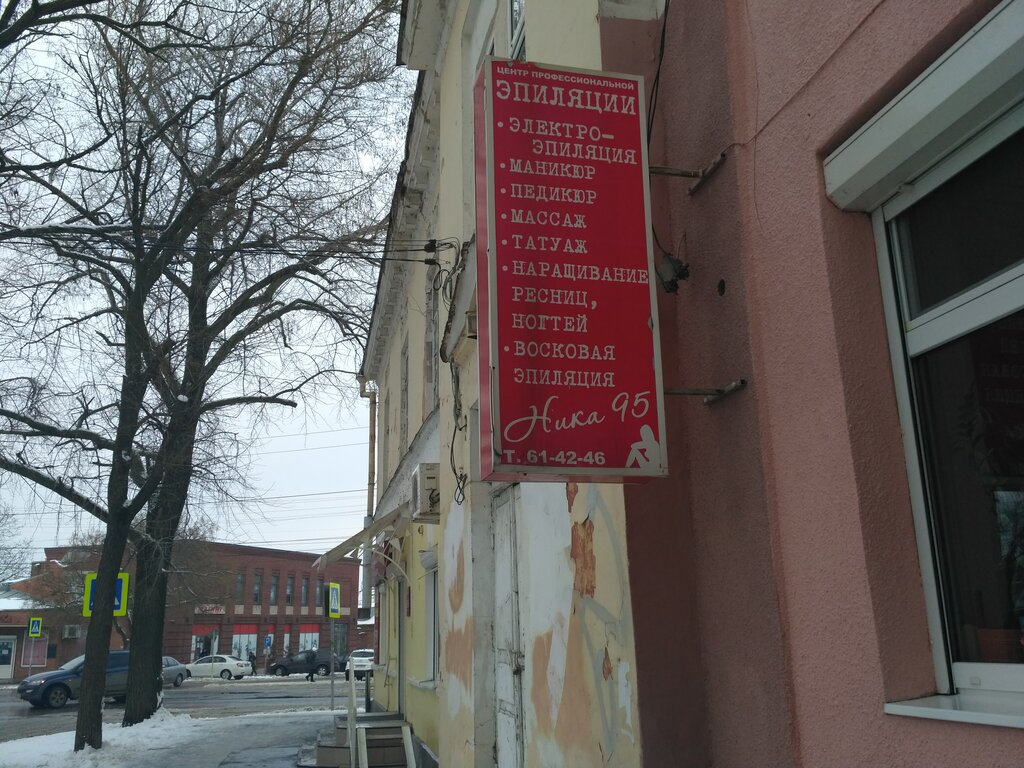 ЦЕНТР ПРОФЕССИОНАЛЬНОЙ
ЭПИЛЯЦИИ
• ЭЛЕКТРО-
ЭПИЛЯЦИЯ
• МАНИКЮР
• ПЕДИКЮР
• МАССАЖ
• ТАТУАЖ
• НАРАЩИВАНИЕ
РЕСНИЦ,
НОГТЕЙ
• ВОСКОВАЯ
ЭПИЛЯЦИЯ
Ника 95
Т. 61-42-46